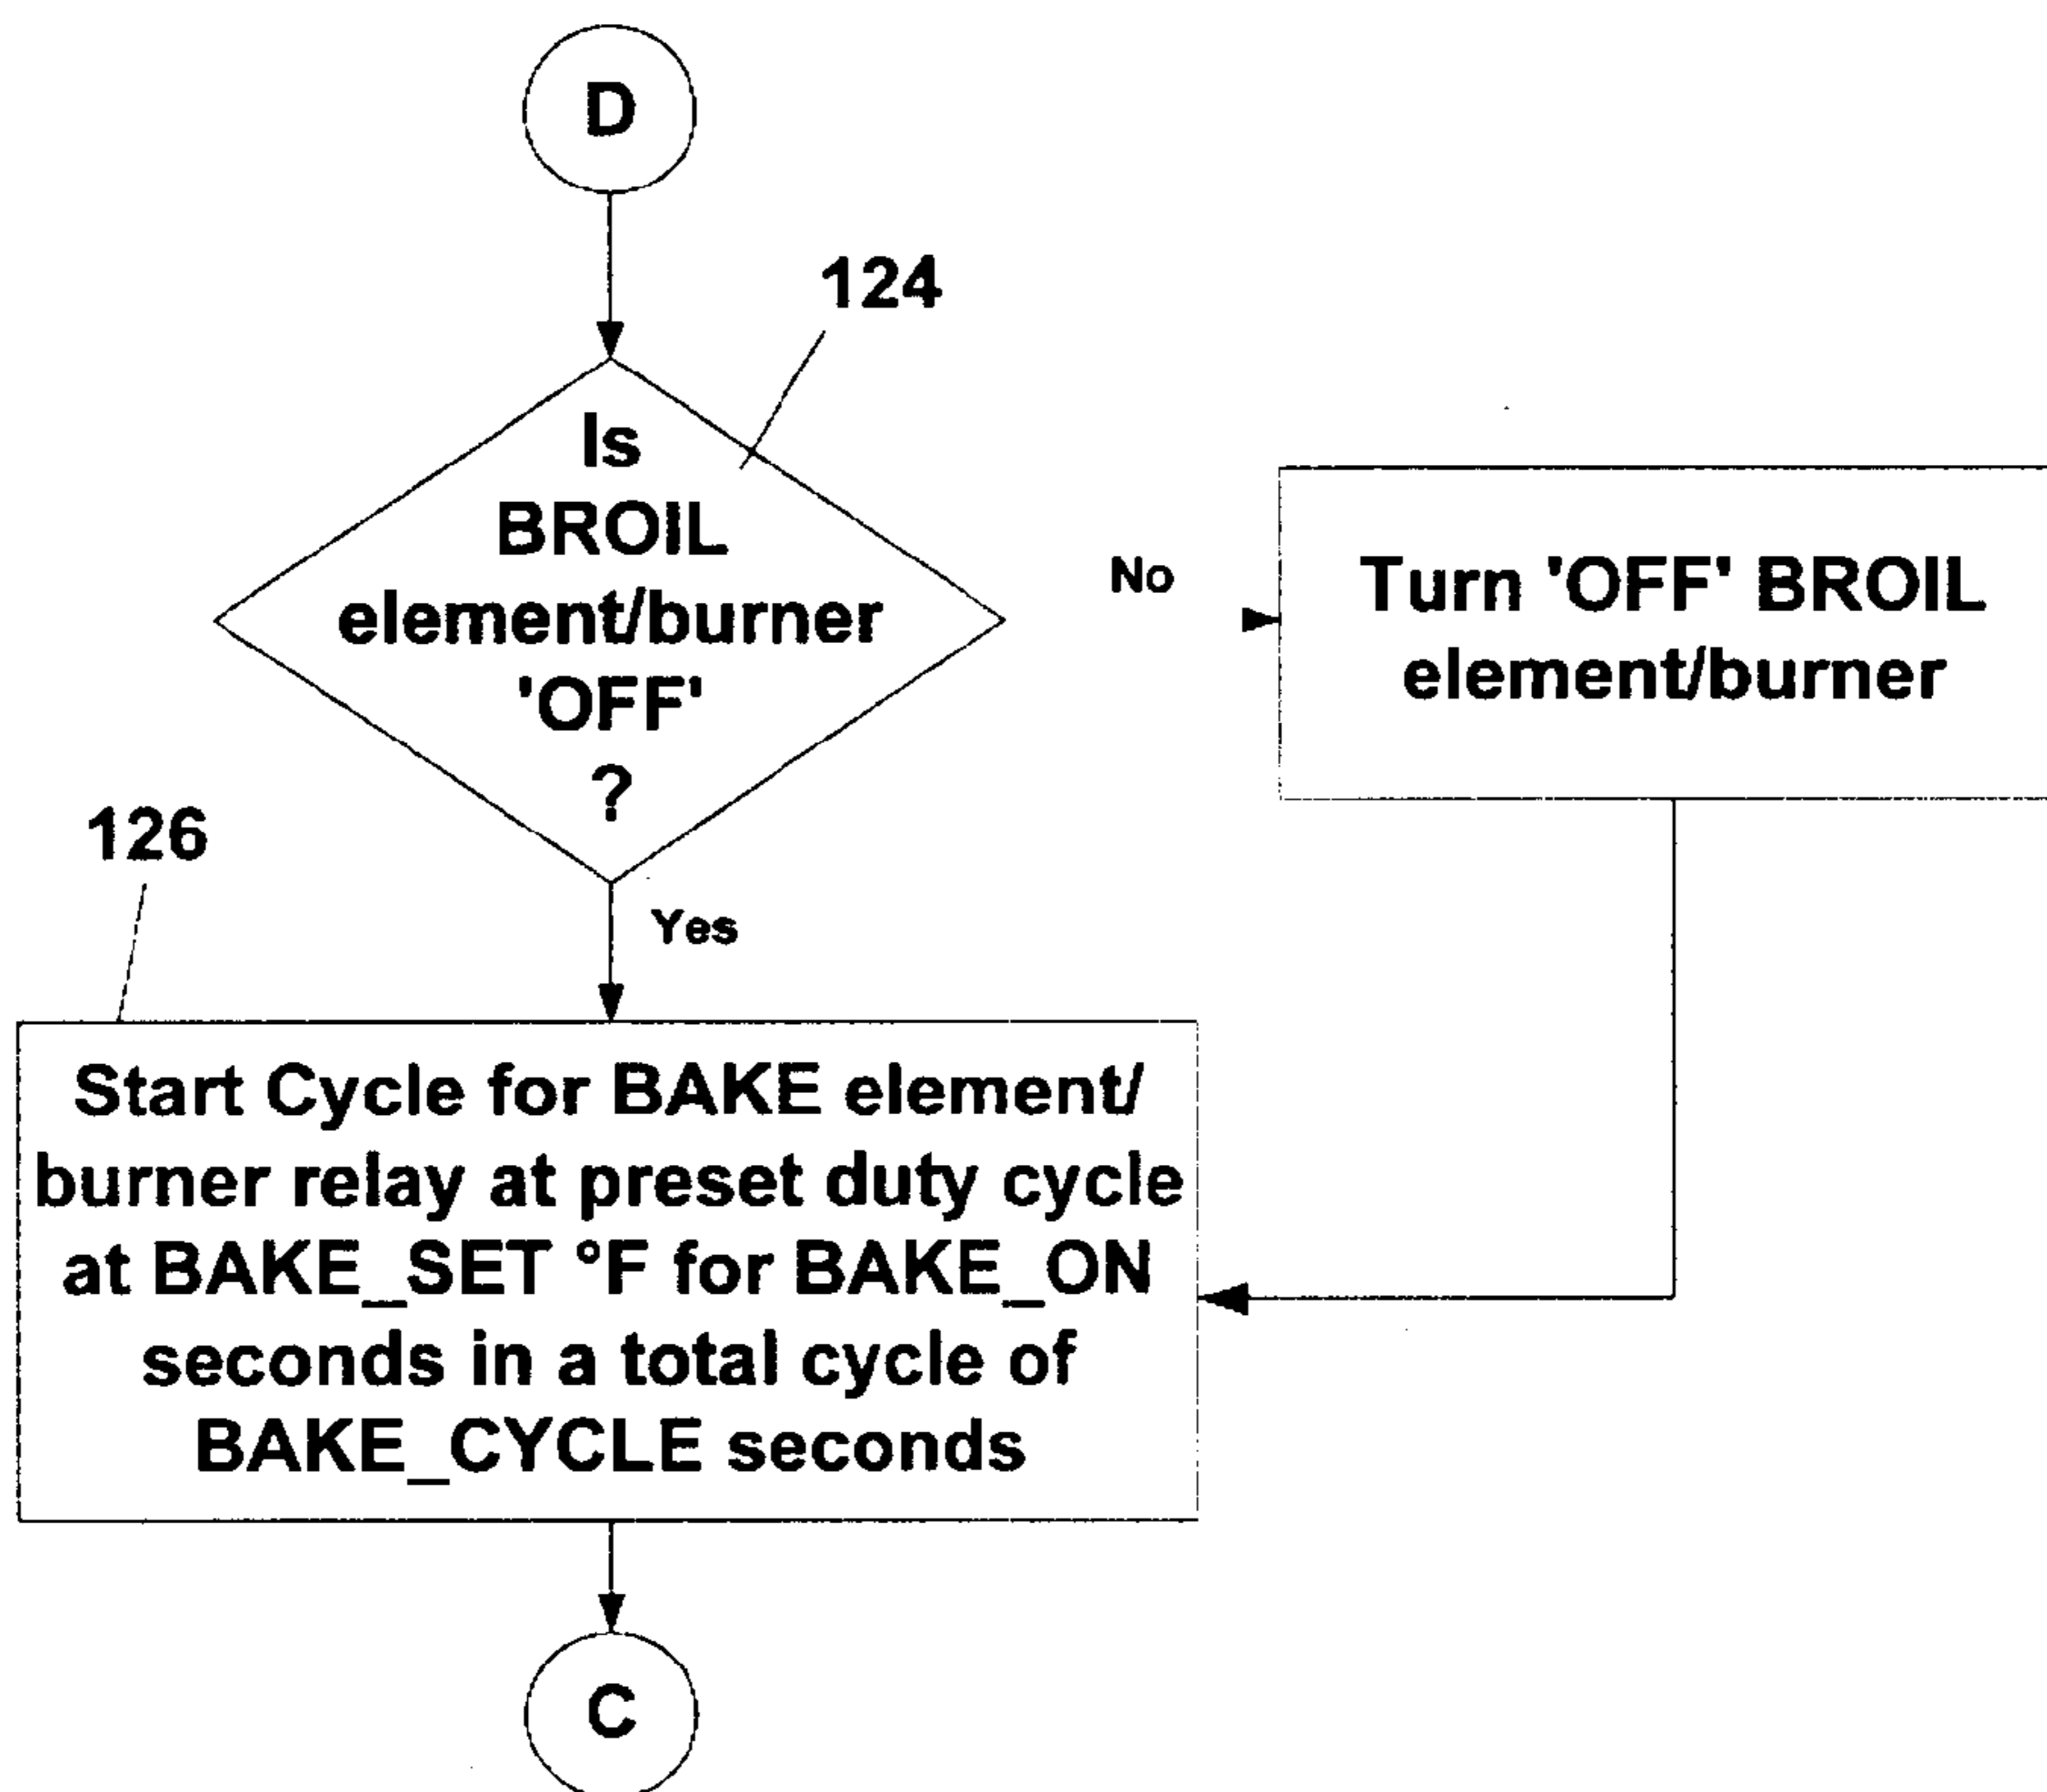 D
124
Is
BROIL
element/burner
'OFF'
?
No
Turn 'OFF' BROIL
element/burner
126
Yes
Start Cycle for BAKE element/
burner relay at preset duty cycle
at BAKE_SET °F for BAKE_ON
seconds in a total cycle of
BAKE_CYCLE seconds
C